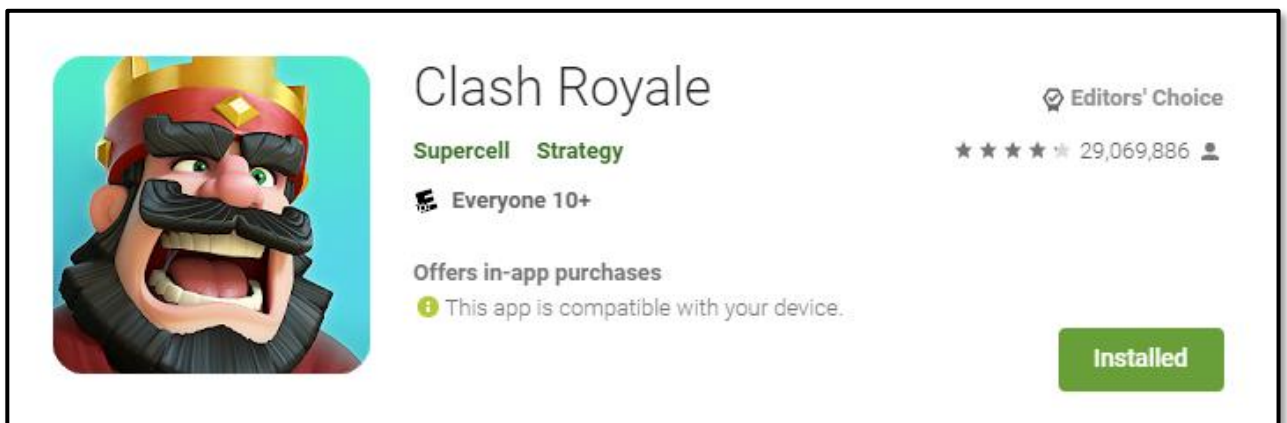 Clash Royale
Editors' Choice
Supercell Strategy
29,069,886
Everyone 10+
Offers in-app purchases
This app is compatible with your device.
Installed